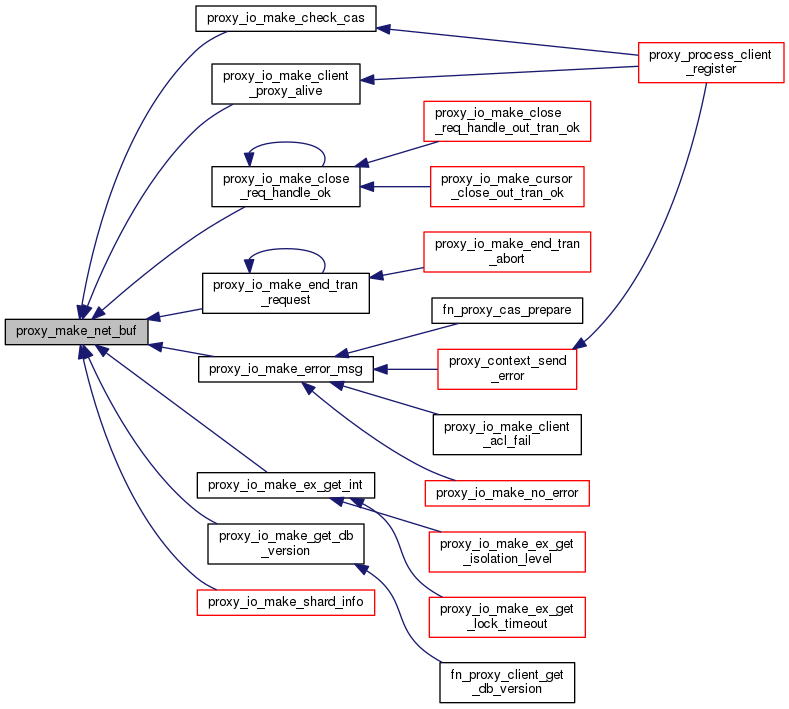 proxy_io_make_check_cas
proxy_process_client
_register
proxy_io_make_client
_proxy_alive
proxy_io_make_close
_req_handle_out_tran_ok
proxy_io_make_close
_req_handle_ok
proxy_io_make_cursor
_close_out_tran_ok
proxy_io_make_end_tran
_abort
proxy_io_make_end_tran
_request
fn_proxy_cas_prepare
proxy_make_net_buf
proxy_io_make_error_msg
proxy_context_send
_error
proxy_io_make_client
_acl_fail
proxy_io_make_ex_get_int
proxy_io_make_no_error
proxy_io_make_get_db
_version
proxy_io_make_ex_get
_isolation_level
proxy_io_make_shard_info
proxy_io_make_ex_get
_lock_timeout
fn_proxy_client_get
_db_version